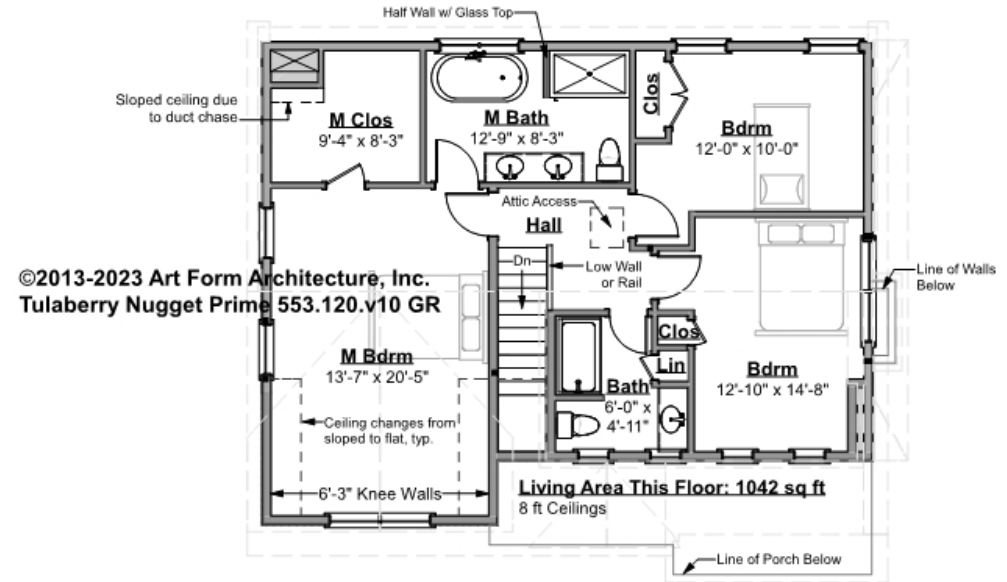 Half Wall w/ Glass Top
Sloped ceiling due
to duct chase
M Clos
9'-4" x 8'-3"
M Bath
12'-9" x 8'-3"
Clos
Bdrm
12'-0" x 10'-0"
Attic Access
Hall
Dn
Low Wall
or Rail
Line of Walls
Below
©2013-2023 Art Form Architecture, Inc.
Tulaberry Nugget Prime 553.120.v10 GR
M Bdrm
13'-7" x 20'-5"
Clos
Lin
Bath
6'-0" x
4'-11"
Bdrm
12'-10" x 14'-8"
Ceiling changes from
sloped to flat, typ.
6'-3" Knee Walls
Living Area This Floor: 1042 sq ft
8 ft Ceilings
Line of Porch Below